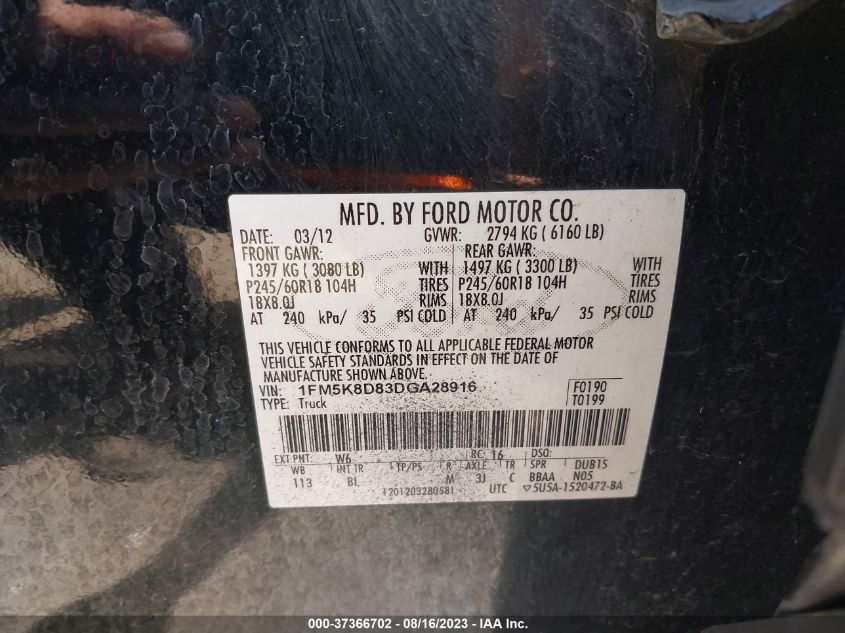 MFD. BY FORD MOTOR CO.
DATE: 03/12 GVWR: 2794 KG ( 6160 LB)
FRONT GAWR: REAR GAWR:
1397 KG ( 3080 LB) WITH 1497 KG ( 3300 LB) WITH
P245/60R18 104H TIRES P245/60R18 104H TIRES
18X8.0J RIMS 18X8.0J RIMS
AT 240 kPa/ 35 PSI COLD AT 240 kPa/ 35 PSI COLD
THIS VEHICLE CONFORMS TO ALL APPLICABLE FEDERAL MOTOR
VEHICLE SAFETY STANDARDS IN EFFECT ON THE DATE OF
MANUFACTURE SHOWN ABOVE.
VIN: 1FM5K8D83DGA28916 F0190
TYPE: Truck T0199
EXT PNT: W6 RC: 16 DSO:
WB INT TR TP/PS R AXLE TR SPR DUB1S
113 BL M 3J C BBAA N05
1201203280581 UTC ▽5U5A-1520472-BA
000-37366702 - 08/16/2023 - IAA Inc.